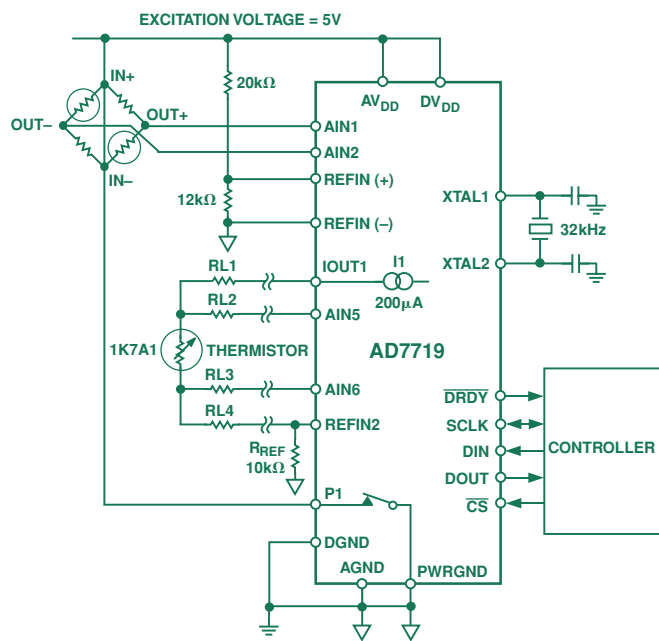 EXCITATION VOLTAGE = 5V
IN+
OUT–
OUT+
IN–
20kΩ
12kΩ
AVDD
DVDD
AIN1
AIN2
REFIN (+)
REFIN (–)
IOUT1
I1
200μA
AIN5
AD7719
AIN6
REFIN2
P1
DGND
AGND
PWRGND
RL1
RL2
1K7A1
THERMISTOR
RL3
RL4
RREF
10kΩ
XTAL1
XTAL2
32kHz
DRDY
SCLK
DIN
DOUT
CS
CONTROLLER